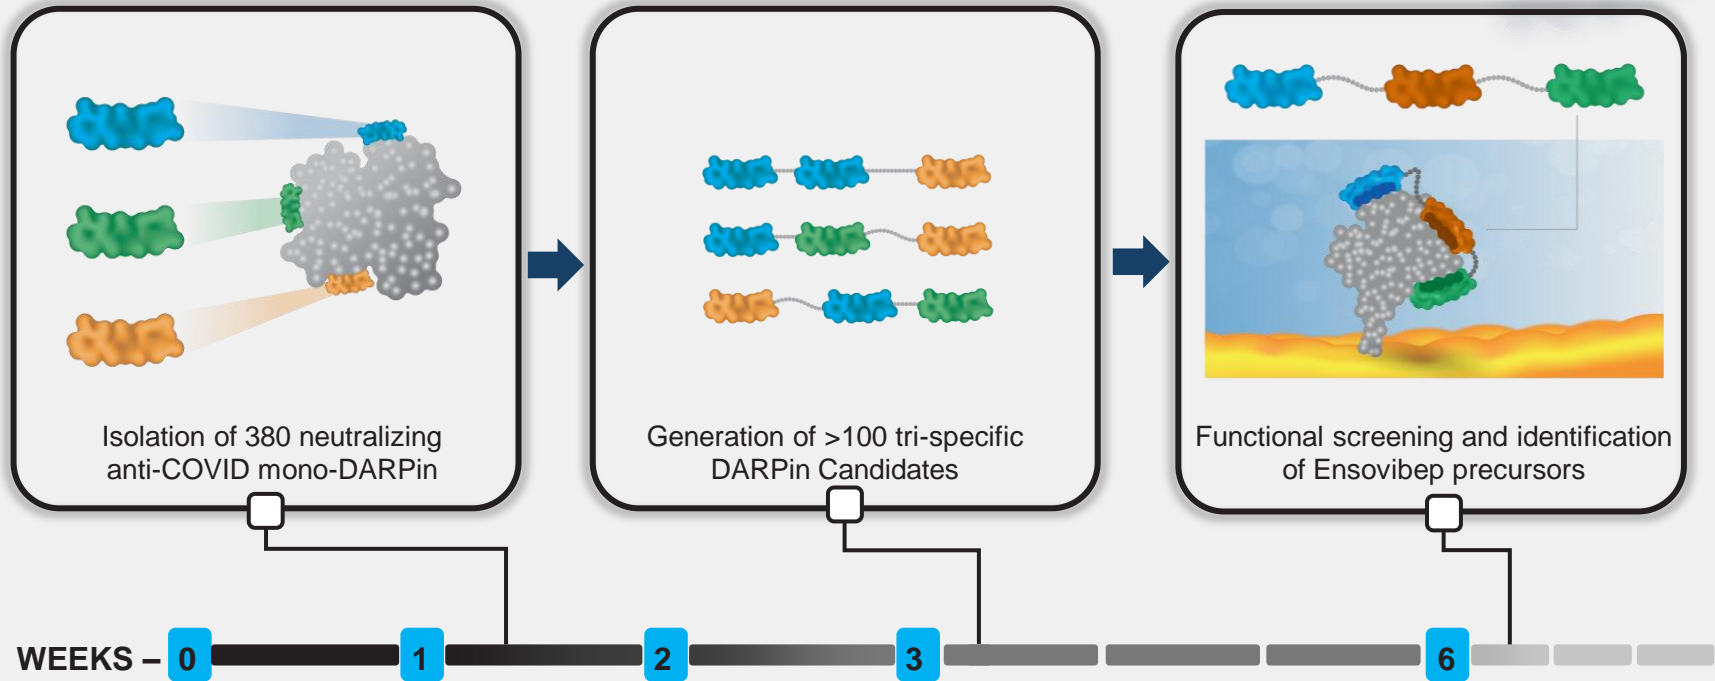 Isolation of 380 neutralizing
anti-COVID mono-DARPin
Generation of >100 tri-specific
DARPin Candidates
Functional screening and identification
of Ensovibep precursors
WEEKS – 0 1 2 3 6